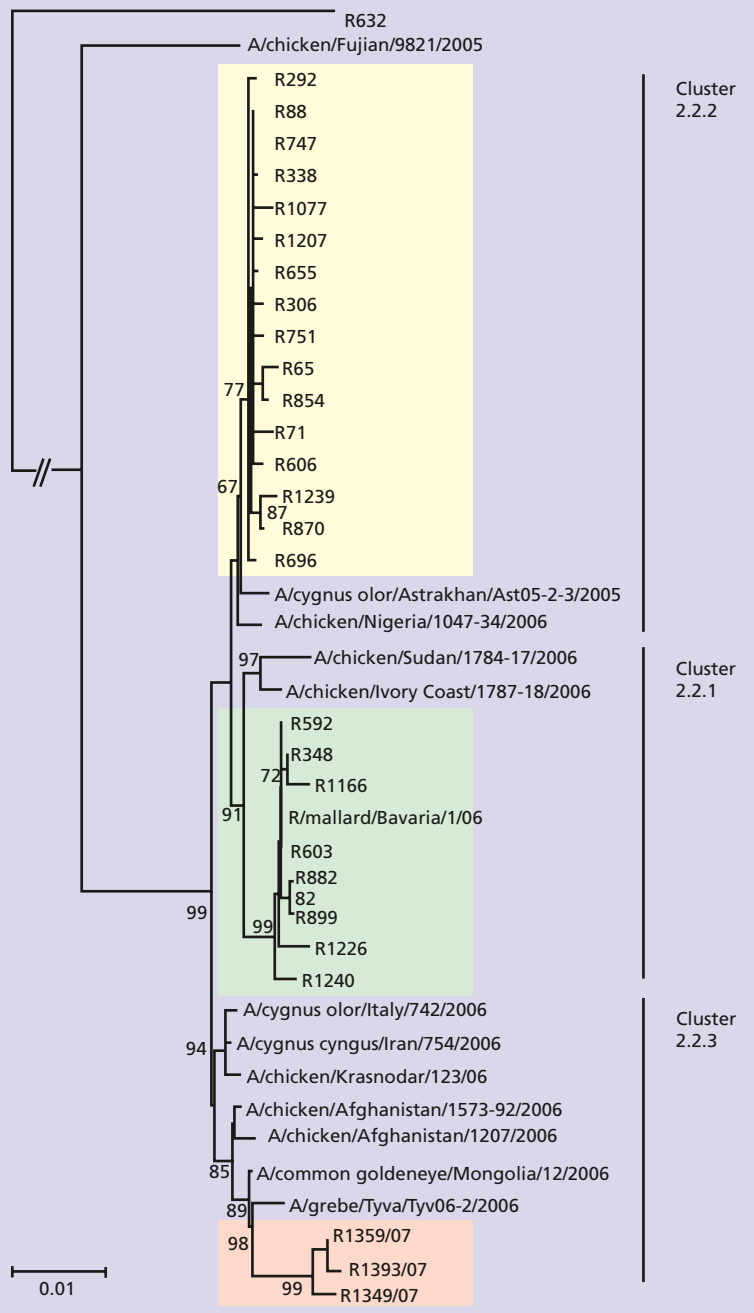 R632
A/chicken/Fujian/9821/2005
R292
Cluster
2.2.2
R88
R747
R338
R1077
R1207
R655
R306
R751
R65
77
R854
R71
R606
67
R1239
87
R870
R696
A/cygnus olor/Astrakhan/Ast05-2-3/2005
A/chicken/Nigeria/1047-34/2006
97
A/chicken/Sudan/1784-17/2006
Cluster
2.2.1
A/chicken/Ivory Coast/1787-18/2006
R592
R348
72
R1166
91
R/mallard/Bavaria/1/06
R603
R882
82
R899
99
99
R1226
R1240
A/cygnus olor/Italy/742/2006
Cluster
2.2.3
94
A/cygnus cyngus/Iran/754/2006
A/chicken/Krasnodar/123/06
A/chicken/Afghanistan/1573-92/2006
A/chicken/Afghanistan/1207/2006
85
A/common goldeneye/Mongolia/12/2006
89
A/grebe/Tyva/Tyv06-2/2006
98
R1359/07
R1393/07
99
R1349/07
0.01